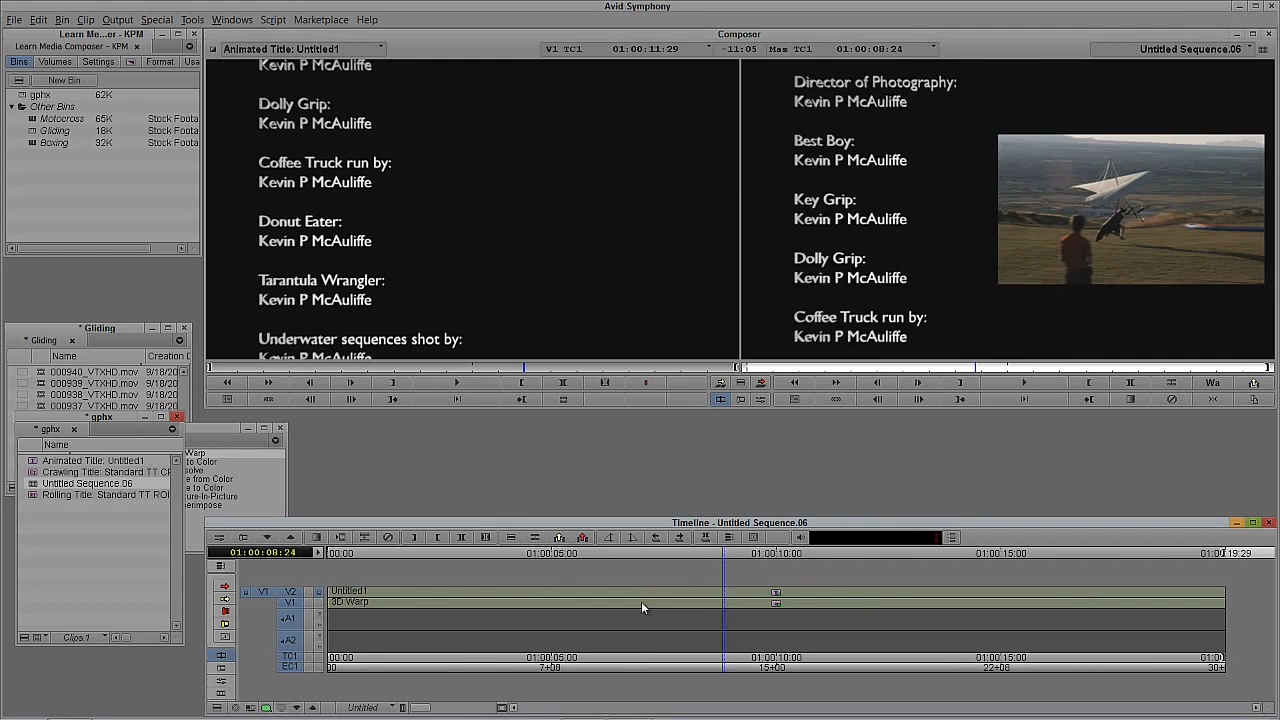 Avid Symphony
File Edit Bin Clip Output Special Tools Windows Script Marketplace Help
Learn Me...er - KPM
Learn Media Composer - KPM
Bins Volumes Settings Format Usa
New Bin
gphx 62K
Other Bins
Motocross 65K Stock Foota
Gliding 18K Stock Foota
Boxing 32K Stock Foota
Composer
Animated Title: Untitled1 V1 TC1 01:00:11:29 -11:05 Mas TC1 01:00:08:24 Untitled Sequence.06
Kevin P McAuliffe
Dolly Grip:
Kevin P McAuliffe
Coffee Truck run by:
Kevin P McAuliffe
Donut Eater:
Kevin P McAuliffe
Tarantula Wrangler:
Kevin P McAuliffe
Underwater sequences shot by:
Kevin P McAuliffe
Director of Photography:
Kevin P McAuliffe
Best Boy:
Kevin P McAuliffe
Key Grip:
Kevin P McAuliffe
Dolly Grip:
Kevin P McAuliffe
Coffee Truck run by:
Kevin P McAuliffe
Wa
* Gliding
* Gliding
Name Creation D
000940_VTXHD.mov 9/18/20
000939_VTXHD.mov 9/18/20
000938_VTXHD.mov 9/18/20
000937_VTXHD.mov 9/18/20
* gphx
* gphx
Name
Animated Title: Untitled1
Crawling Title: Standard TT CR
Untitled Sequence.06
Rolling Title: Standard TT ROL
Clips.1
Warp
to Color
solve
e from Color
e to Color
ure-In-Picture
erimpose
Timeline - Untitled Sequence.06
01:00:08:24 00:00 01:00:05:00 01:00:10:00 01:00:15:00 19:29
V1 V2 Untitled1
V1 3D Warp
A1
A2
TC1 00:00 01:00:05:00 01:00:10:00 01:00:15:00
EC1 7+08 15+00 22+08 30+
Untitled